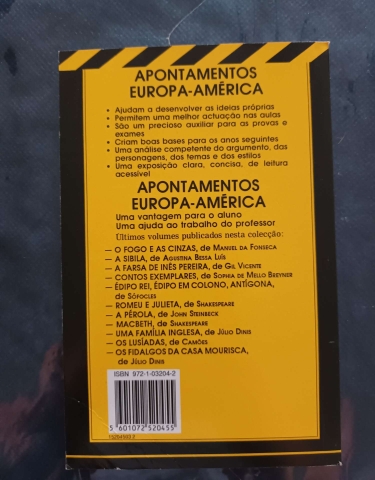 APONTAMENTOS
EUROPA-AMÉRICA
• Ajudam a desenvolver as ideias próprias
• Permitem uma melhor actuação nas aulas
• São um precioso auxiliar para as provas e
exames
• Criam boas bases para os anos seguintes
• Uma análise competente do argumento, das
personagens, dos temas e dos estilos
• Uma exposição clara, concisa, de leitura
acessível
APONTAMENTOS
EUROPA-AMÉRICA
Uma vantagem para o aluno
Uma ajuda ao trabalho do professor
Últimos volumes publicados nesta colecção:
— O FOGO E AS CINZAS, de MANUEL DA FONSECA
— A SIBILA, de AGUSTINA BESSA LUÍS
— A FARSA DE INÊS PEREIRA, de GIL VICENTE
— CONTOS EXEMPLARES, de SOPHIA DE MELLO BREYNER
— ÉDIPO REI, ÉDIPO EM COLONO, ANTÍGONA,
de SÓFOCLES
— ROMEU E JULIETA, de SHAKESPEARE
— A PÉROLA, de JOHN STEINBECK
— MACBETH, de SHAKESPEARE
— UMA FAMÍLIA INGLESA, de JÚLIO DINIS
— OS LUSÍADAS, de CAMÕES
— OS FIDALGOS DA CASA MOURISCA,
de JÚLIO DINIS
ISBN 972-1-03204-2
5 601072 520455